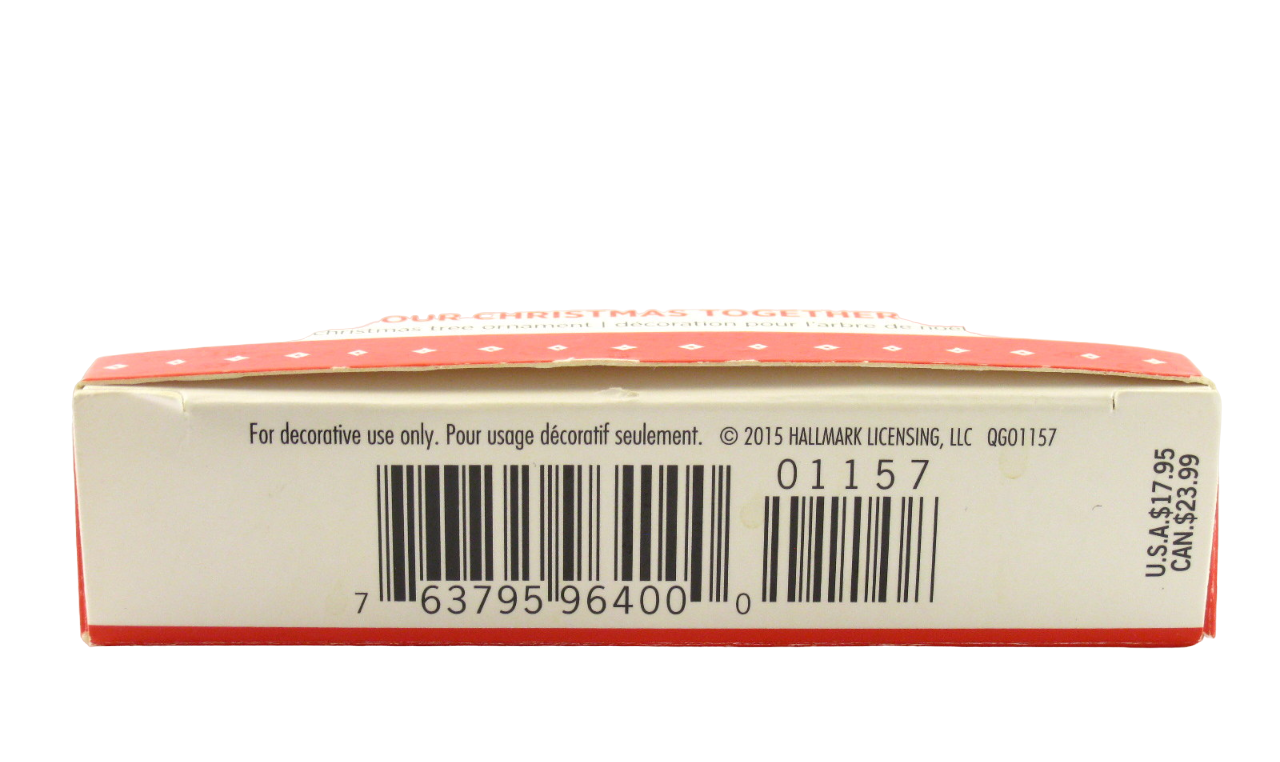 OUR CHRISTMAS TOGETHER
christmas tree ornament | décoration pour l'arbre de noël
For decorative use only. Pour usage décoratif seulement. © 2015 HALLMARK LICENSING, LLC QGO1157
01157
7 63795 96400 0
U.S.A.$17.95
CAN.$23.99